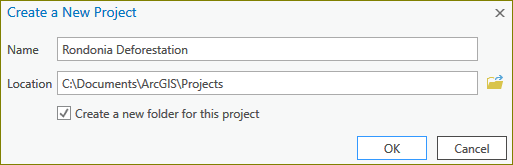 Create a New Project
Name Rondonia Deforestation
Location C:\Documents\ArcGIS\Projects
Create a new folder for this project
OK Cancel